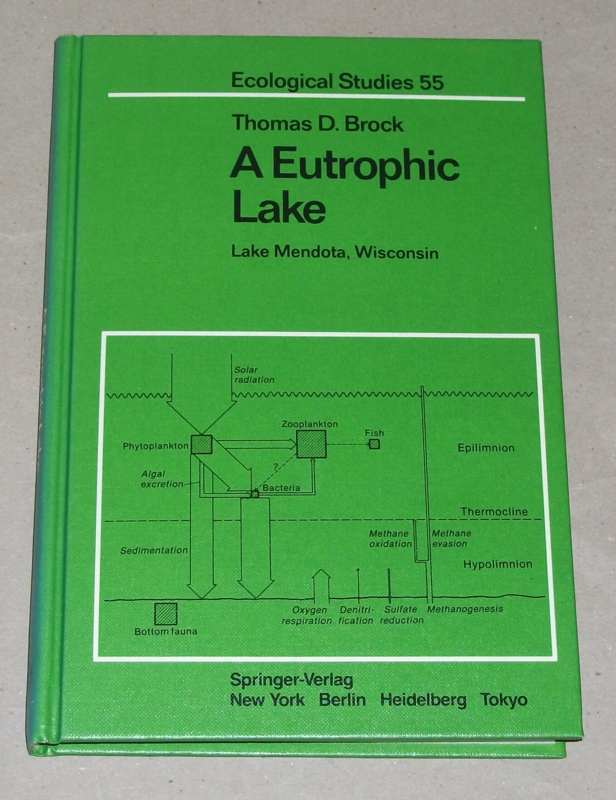 Ecological Studies 55
Thomas D. Brock
A Eutrophic
Lake
Lake Mendota, Wisconsin
Solar
radiation
Zooplankton
Fish
Phytoplankton
Epilimnion
Algal
excretion
?
Bacteria
Thermocline
Methane
oxidation
Methane
evasion
Sedimentation
Hypolimnion
Bottom fauna
Oxygen
respiration
Denitri-
fication
Sulfate
reduction
Methanogenesis
Springer-Verlag
New York Berlin Heidelberg Tokyo